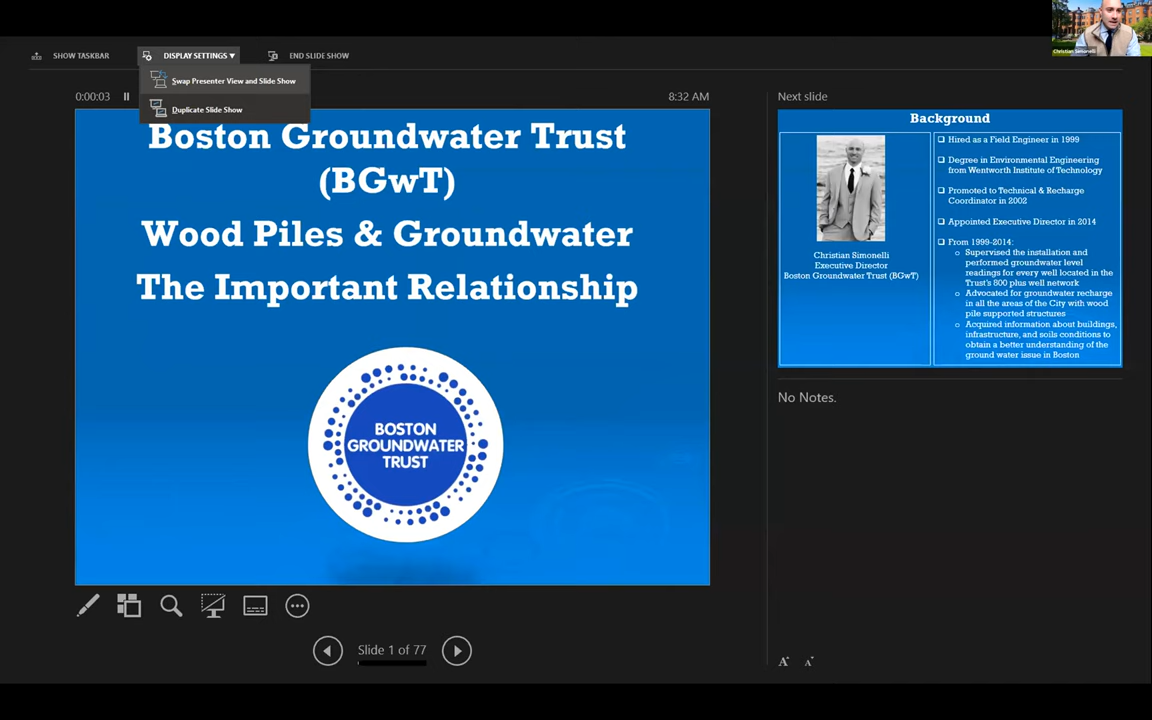 SHOW TASKBAR
DISPLAY SETTINGS ▼
END SLIDE SHOW
Swap Presenter View and Slide Show
Duplicate Slide Show
0:00:03
8:32 AM
Boston Groundwater Trust
(BGwT)
Wood Piles & Groundwater
The Important Relationship
BOSTON
GROUNDWATER
TRUST
Slide 1 of 77
Next slide
Background
Christian Simonelli
Executive Director
Boston Groundwater Trust (BGwT)
❑ Hired as a Field Engineer in 1999
❑ Degree in Environmental Engineering
from Wentworth Institute of Technology
❑ Promoted to Technical & Recharge
Coordinator in 2002
❑ Appointed Executive Director in 2014
❑ From 1999-2014:
o Supervised the installation and
performed groundwater level
readings for every well located in the
Trust's 800 plus well network
o Advocated for groundwater recharge
in all the areas of the City with wood
pile supported structures
o Acquired information about buildings,
infrastructure, and soils conditions to
obtain a better understanding of the
ground water issue in Boston
No Notes.
A A
Christian Simonelli